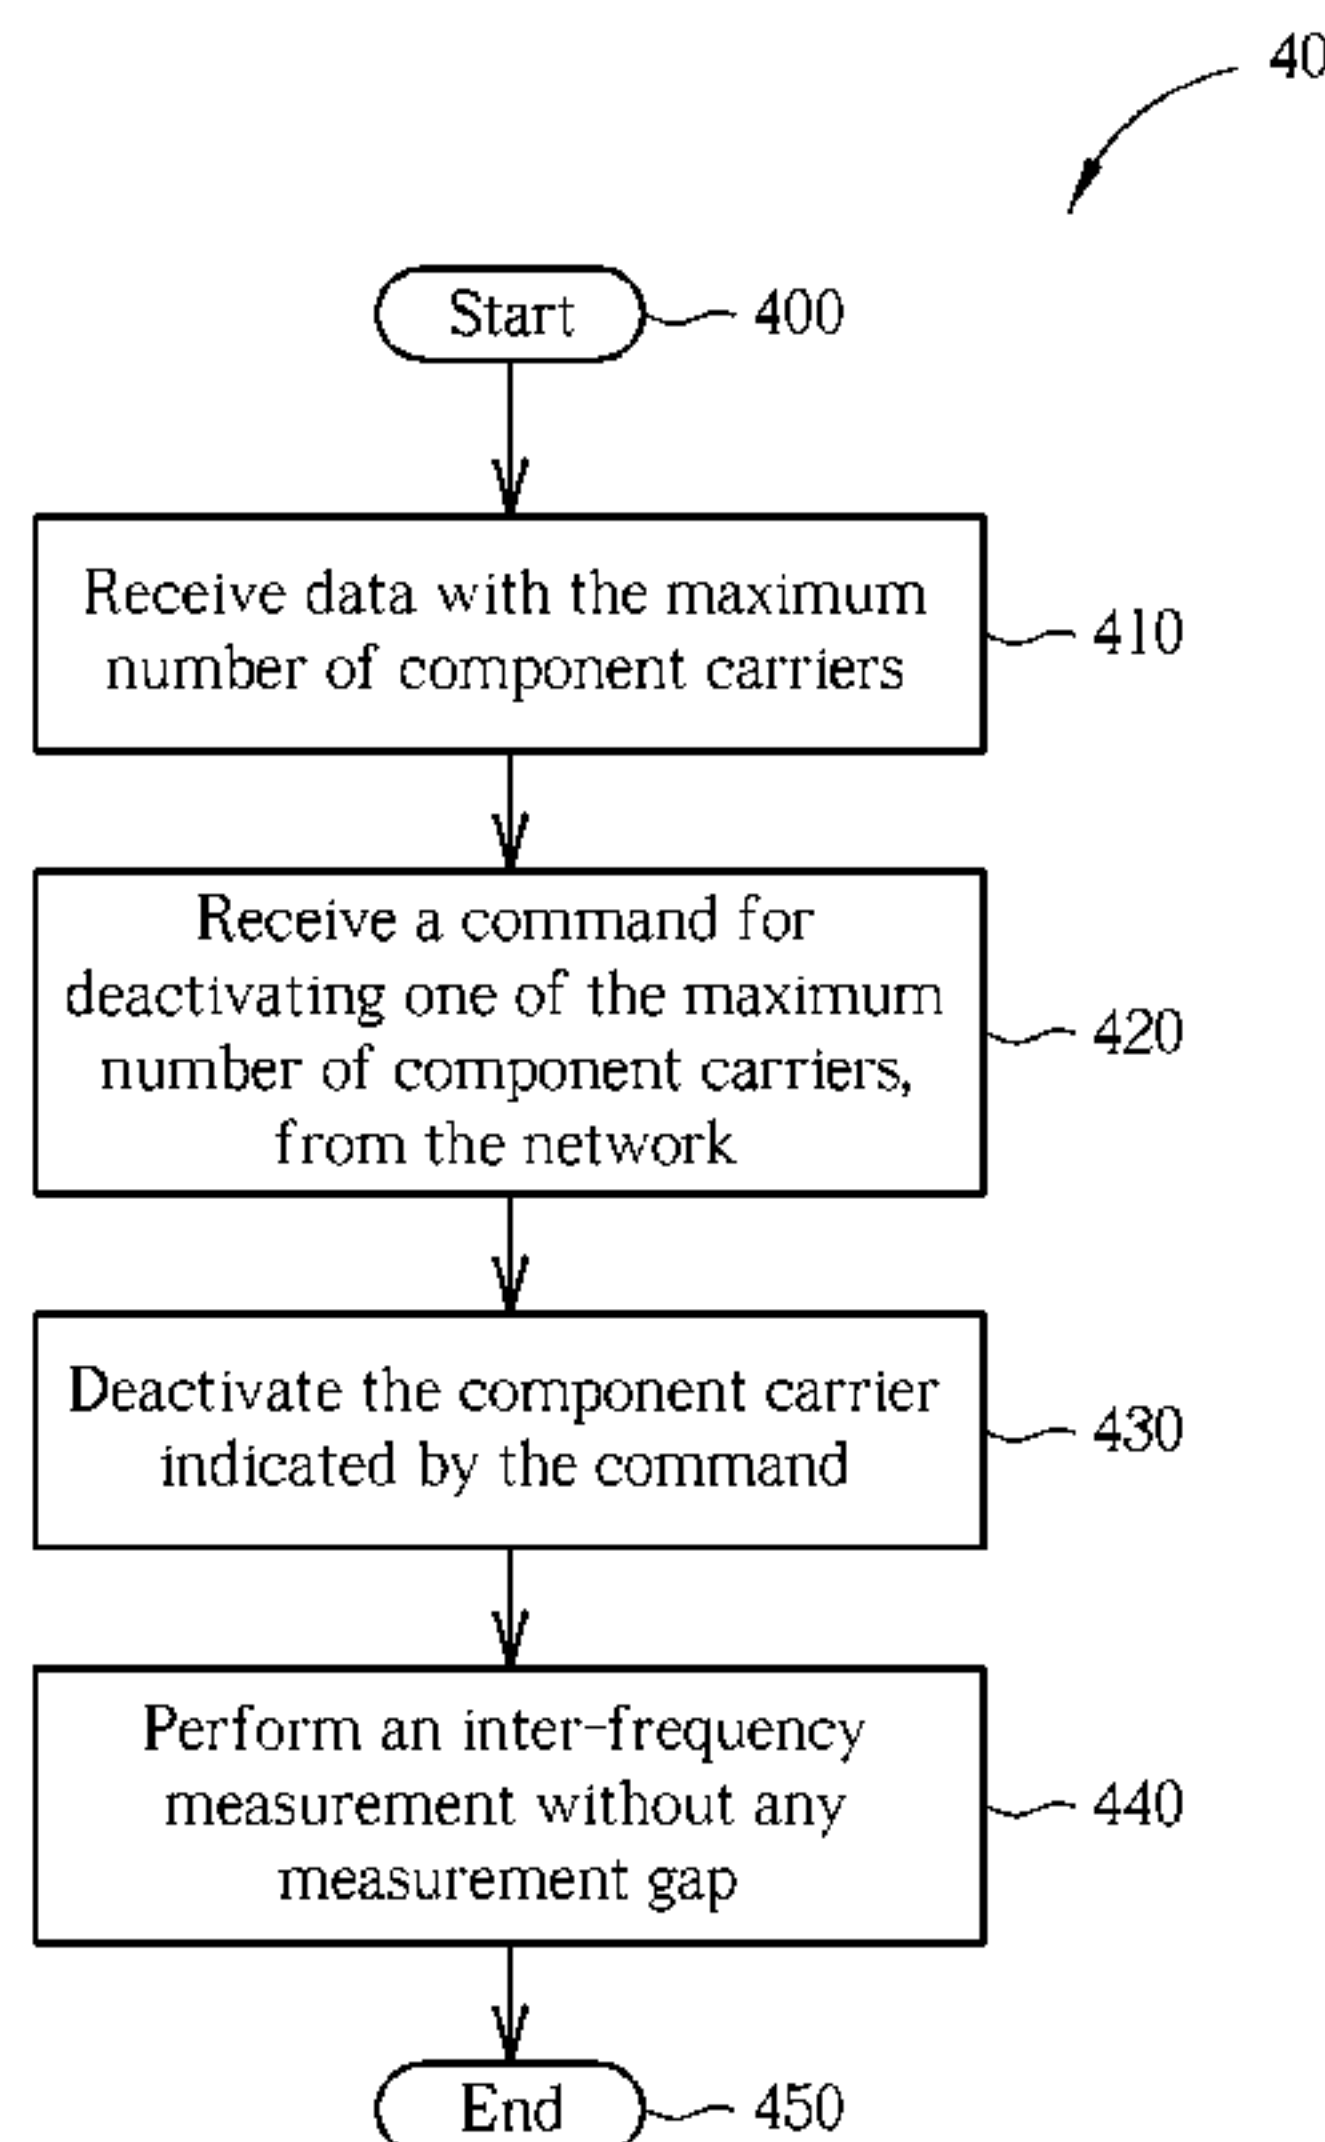 40
Start
400
Receive data with the maximum
number of component carriers
410
Receive a command for
deactivating one of the maximum
number of component carriers,
from the network
420
Deactivate the component carrier
indicated by the command
430
Perform an inter-frequency
measurement without any
measurement gap
440
End
450